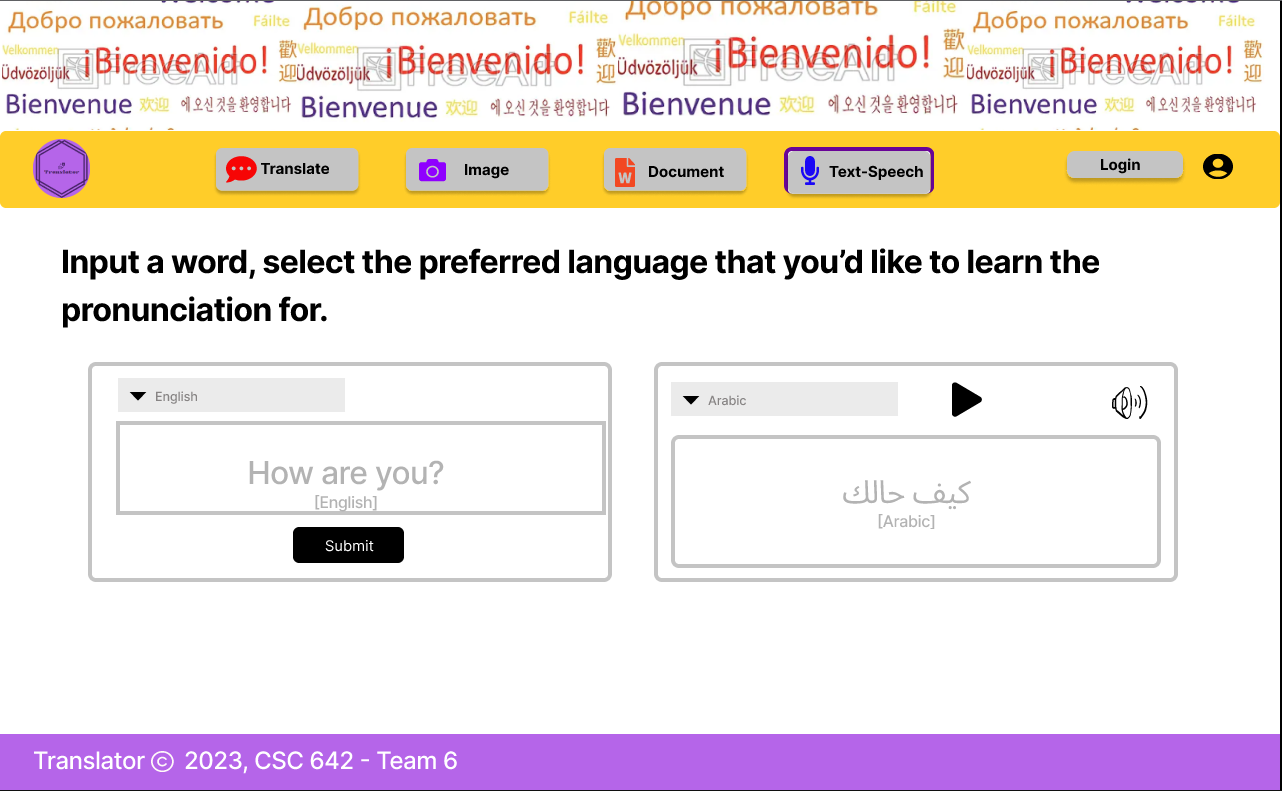 Welcome
Welcome
Добро пожаловать Fáilte Добро пожаловать Fáilte Добро пожаловать Fáilte Добро пожаловать Fáilte
Velkommen ¡Bienvenido! 歡迎 Velkommen ¡Bienvenido! 歡迎 Velkommen ¡Bienvenido! 歡迎 Velkommen ¡Bienvenido! 歡迎
Üdvözöljük FreeArt Üdvözöljük FreeArt Üdvözöljük FreeArt Üdvözöljük FreeArt
Bienvenue 欢迎 에 오신 것을 환영합니다 Bienvenue 欢迎 에 오신 것을 환영합니다 Bienvenue 欢迎 에 오신 것을 환영합니다 Bienvenue 欢迎 에 오신 것을 환영합니다
Translator Translate Image W Document Text-Speech Login
Input a word, select the preferred language that you’d like to learn the
pronunciation for.
English
How are you?
[English]
Submit
Arabic
كيف حالك
[Arabic]
Translator © 2023, CSC 642 - Team 6